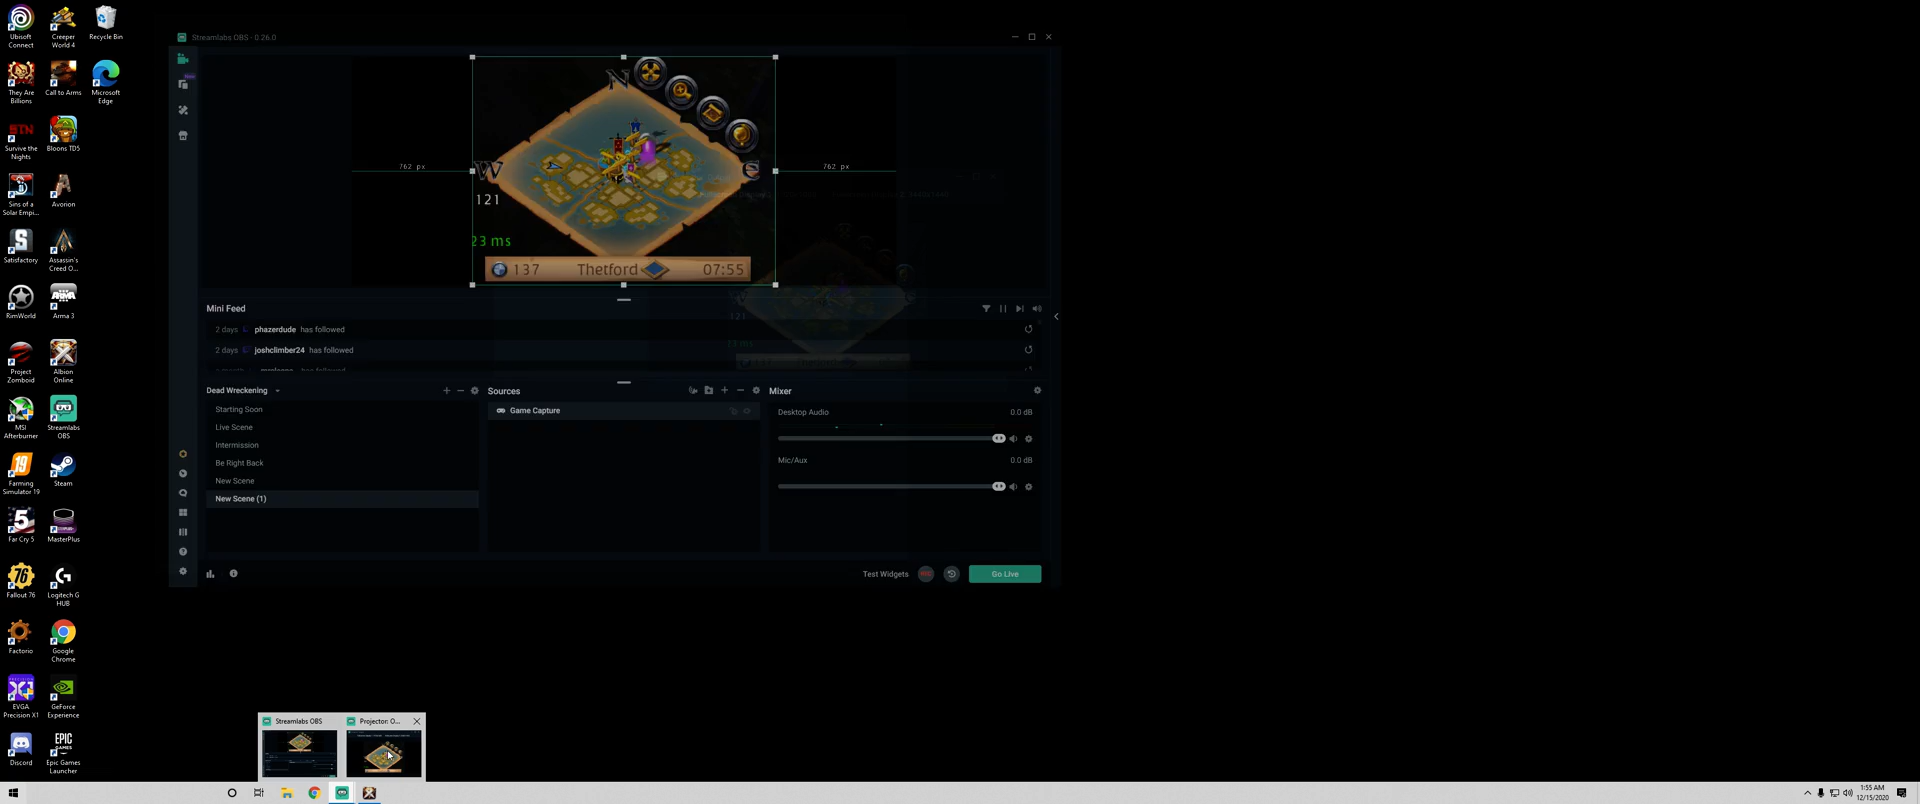 Ubisoft
Connect
Creeper
World 4
Recycle Bin
They Are
Billions
Call to Arms
Microsoft
Edge
Survive the
Nights
Bloons TD5
Sins of a
Solar Empi...
Avorion
Satisfactory
Assassin's
Creed O...
RimWorld
Arma 3
Project
Zomboid
Albion
Online
MSI
Afterburner
Streamlabs
OBS
Farming
Simulator 19
Steam
Far Cry 5
MasterPlus
Fallout 76
Logitech G
HUB
Factorio
Google
Chrome
EVGA
Precision X1
GeForce
Experience
Discord
Epic Games
Launcher
Streamlabs OBS - 0.26.0
N
W
E
762 px
762 px
121
23 ms
137 Thetford 07:55
Mini Feed
2 days phazerdude has followed
2 days joshclimber24 has followed
Dead Wreckening
Starting Soon
Live Scene
Intermission
Be Right Back
New Scene
New Scene (1)
Sources
Game Capture
Mixer
Desktop Audio 0.0 dB
Mic/Aux 0.0 dB
Test Widgets
REC
Go Live
Streamlabs OBS
Projector: O...
1:55 AM
12/15/2020